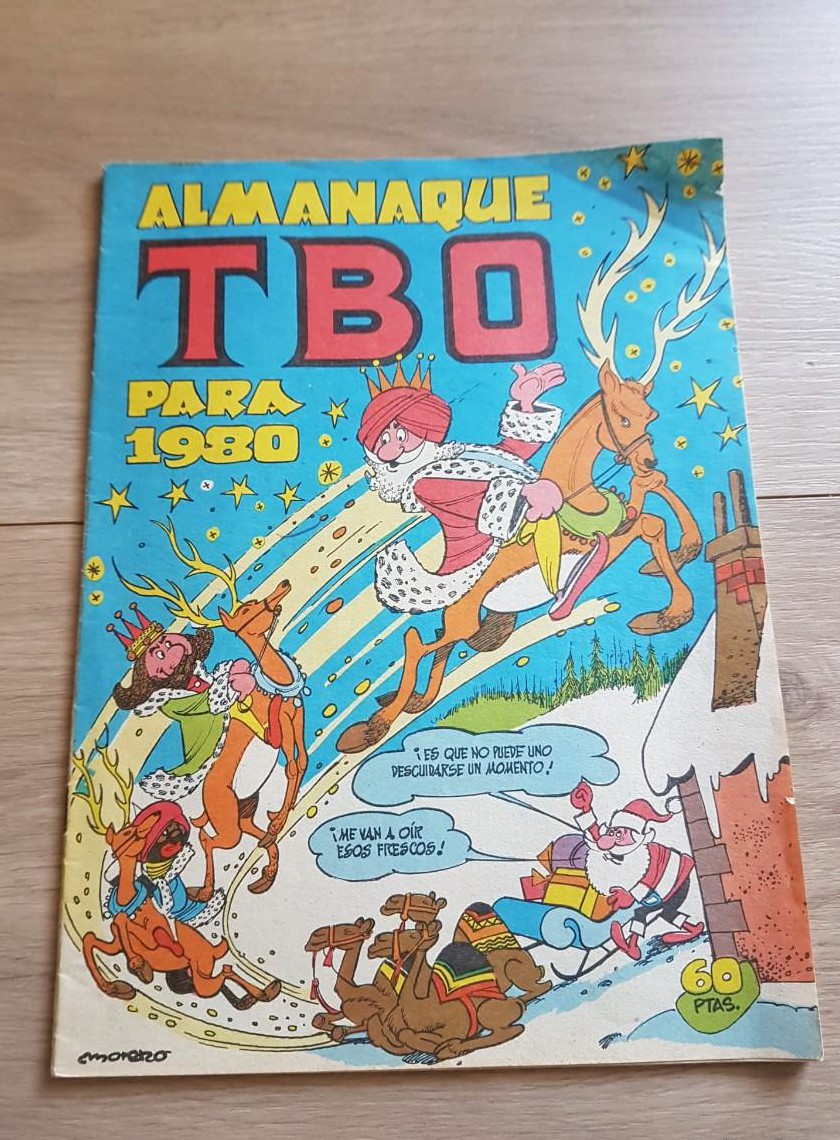 ALMANAQUE
TBO
PARA
1980
¡ES QUE NO PUEDE UNO
DESCUIDARSE UN MOMENTO!
¡ME VAN A OÍR
ESOS FRESCOS!
60
PTAS.